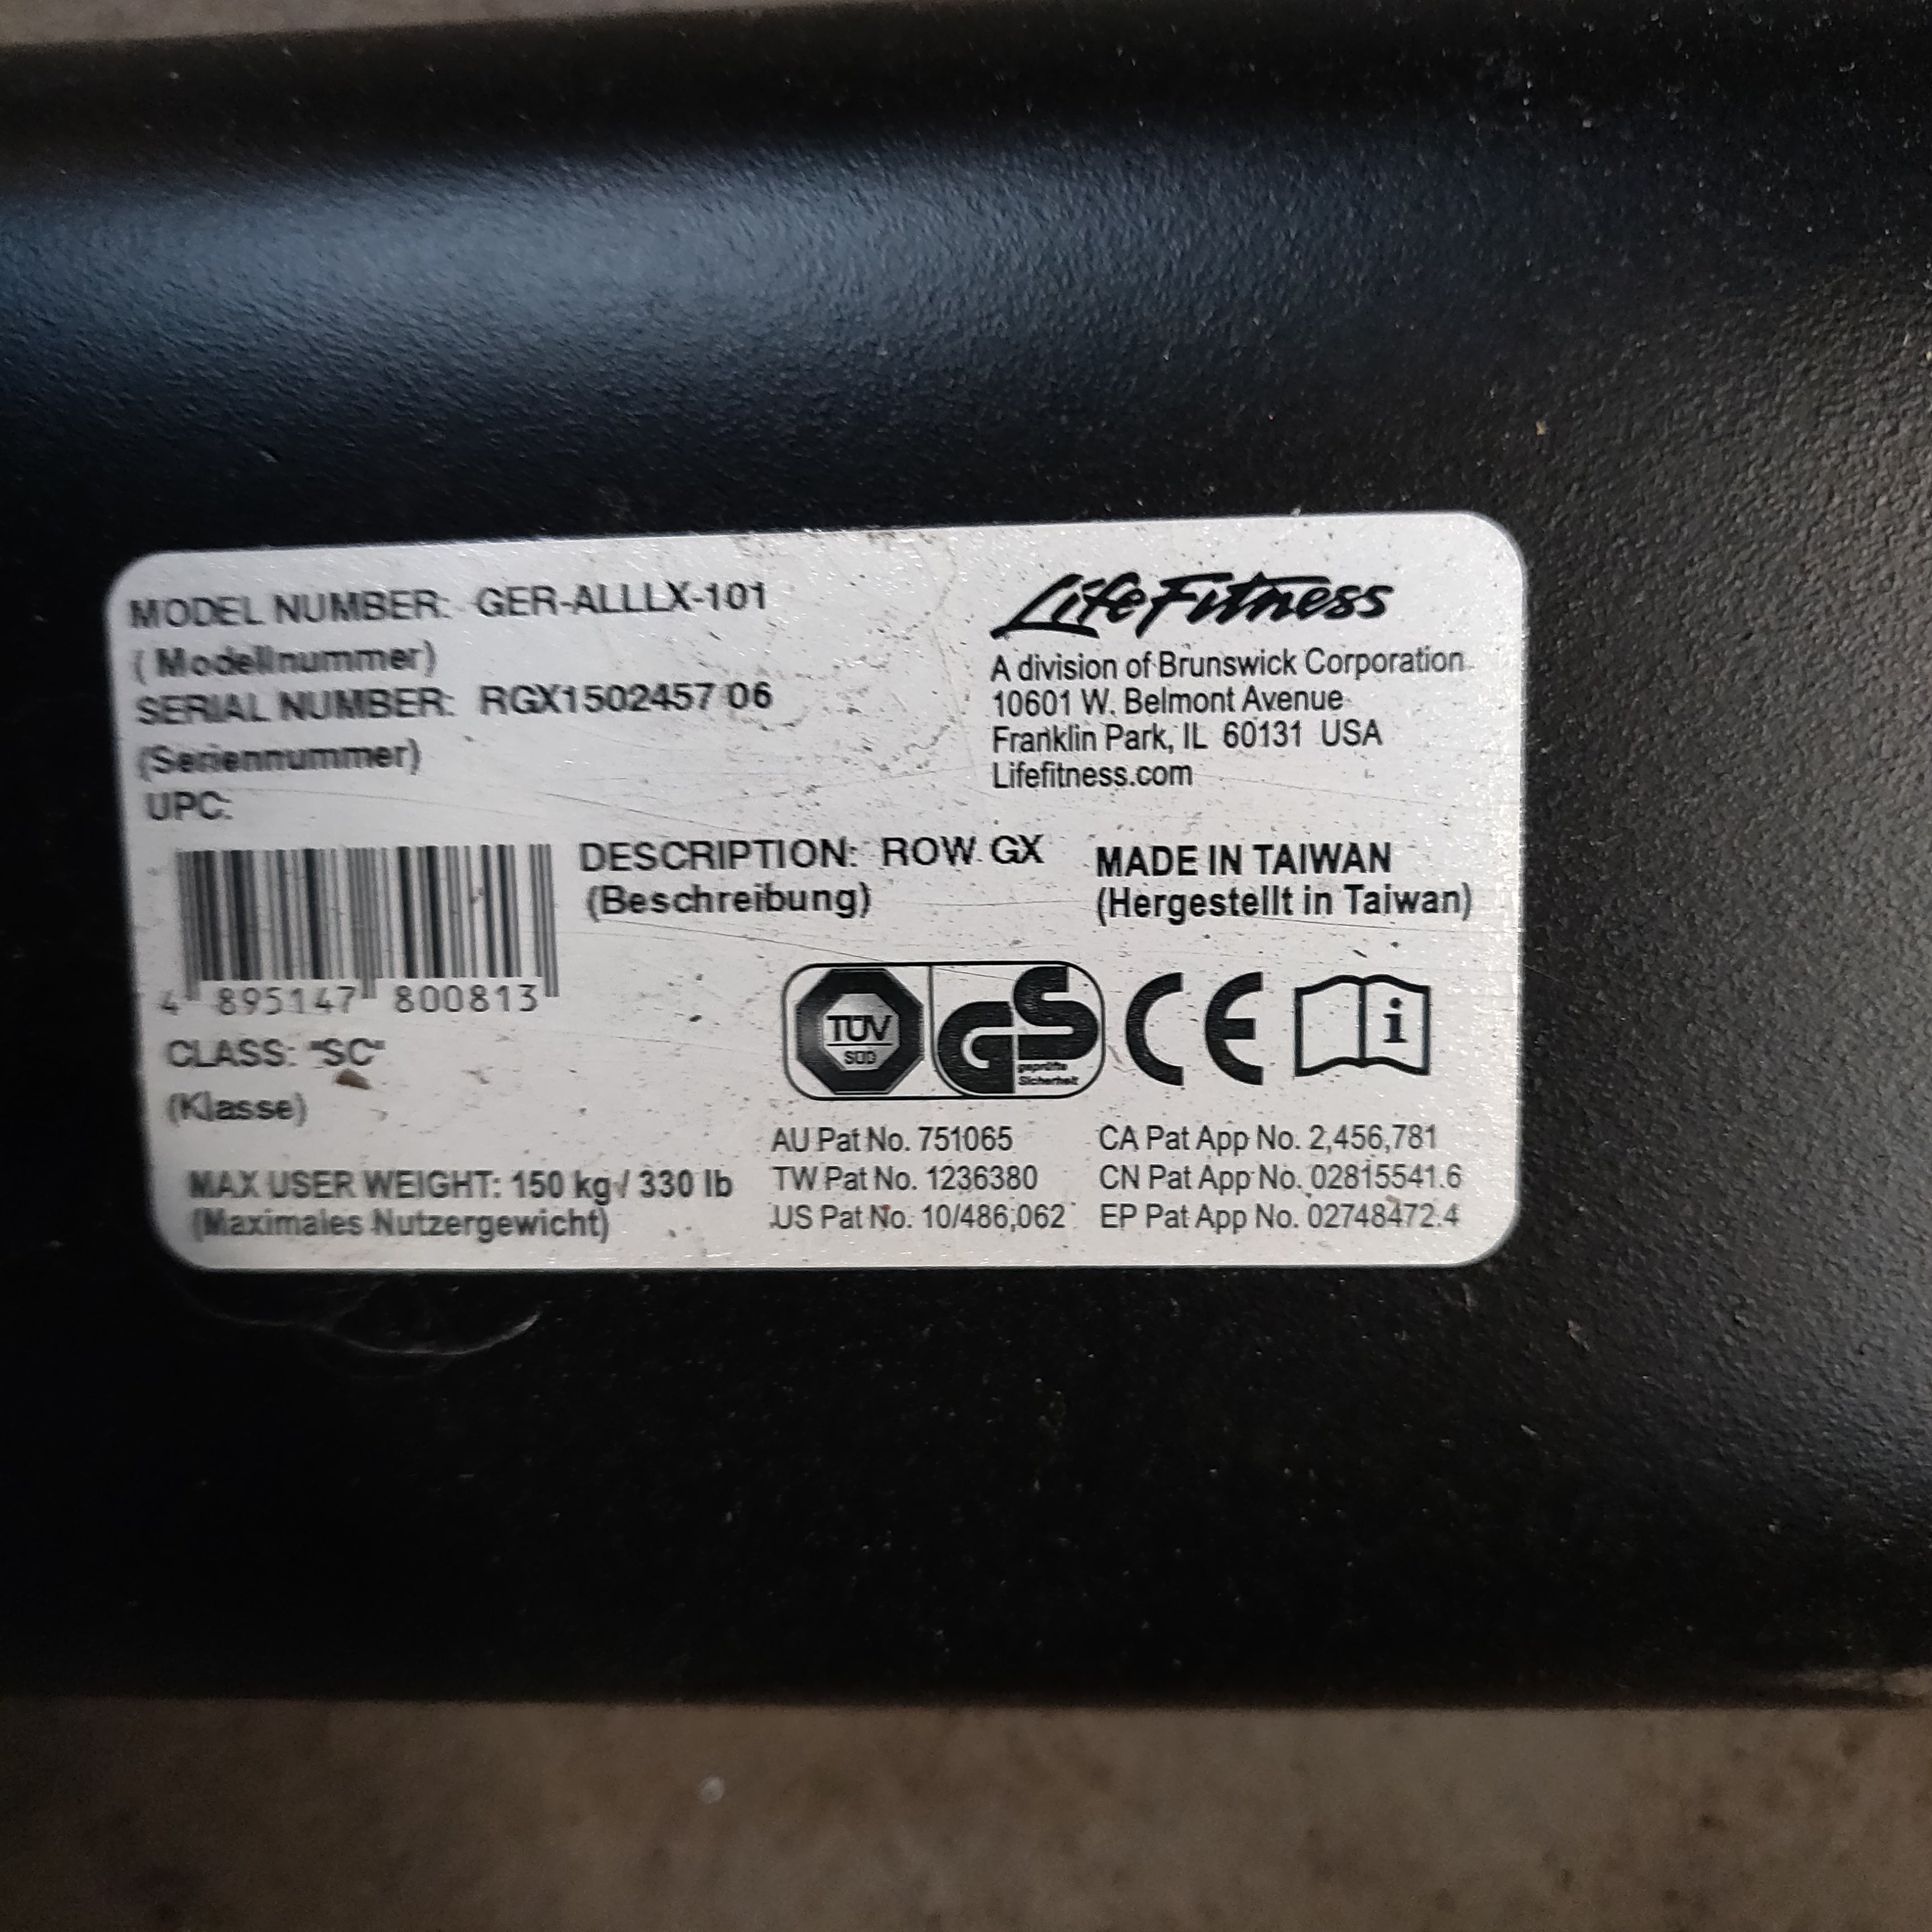 MODEL NUMBER: GER-ALLLX-101
(Modellnummer)
SERIAL NUMBER: RGX1502457 06
(Seriennummer)
UPC:
4 895147 800813
CLASS: "SC"
(Klasse)
MAX USER WEIGHT: 150 kg / 330 lb
(Maximales Nutzergewicht)
LifeFitness
A division of Brunswick Corporation
10601 W. Belmont Avenue
Franklin Park, IL 60131 USA
Lifefitness.com
DESCRIPTION: ROW GX
(Beschreibung)
MADE IN TAIWAN
(Hergestellt in Taiwan)
TÜV
SÜD
GS
geprüfte
Sicherheit
CE
i
AU Pat No. 751065
TW Pat No. 1236380
US Pat No. 10/486,062
CA Pat App No. 2,456,781
CN Pat App No. 02815541.6
EP Pat App No. 02748472.4